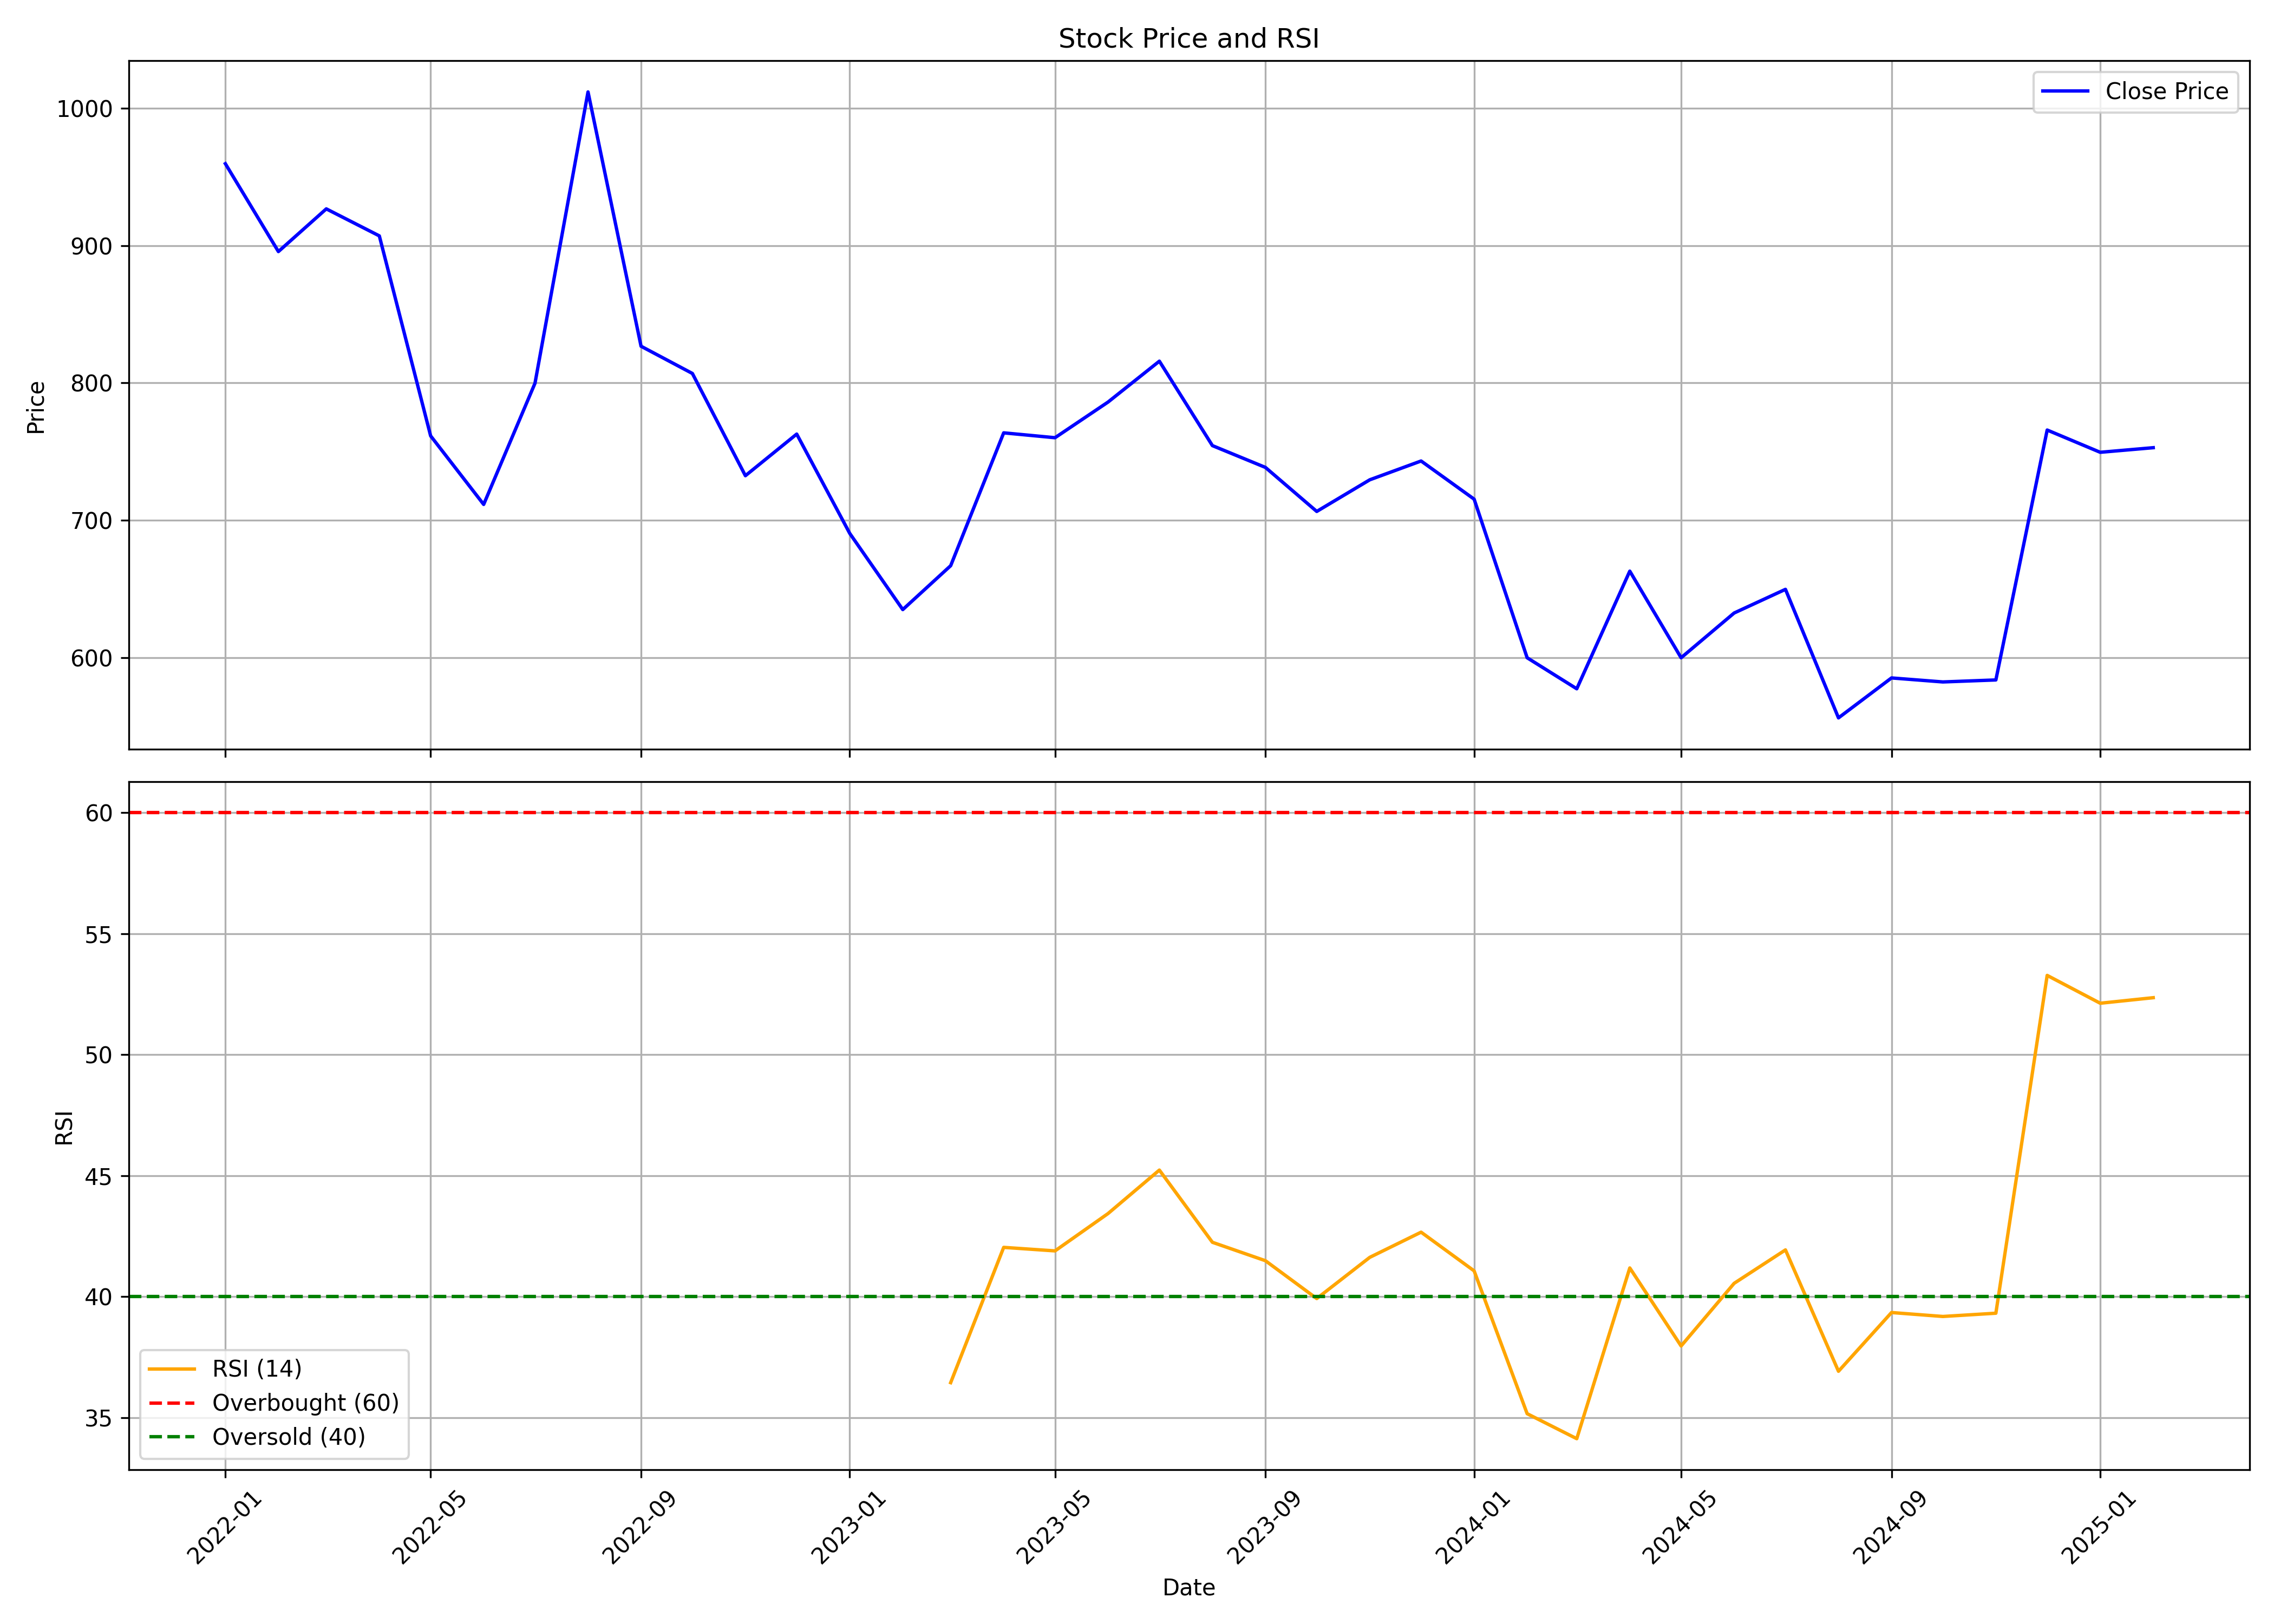 Stock Price and RSI
Close Price
Price
1000
900
800
700
600
RSI
60
55
50
45
40
35
RSI (14)
Overbought (60)
Oversold (40)
2022-01
2022-05
2022-09
2023-01
2023-05
2023-09
2024-01
2024-05
2024-09
2025-01
Date